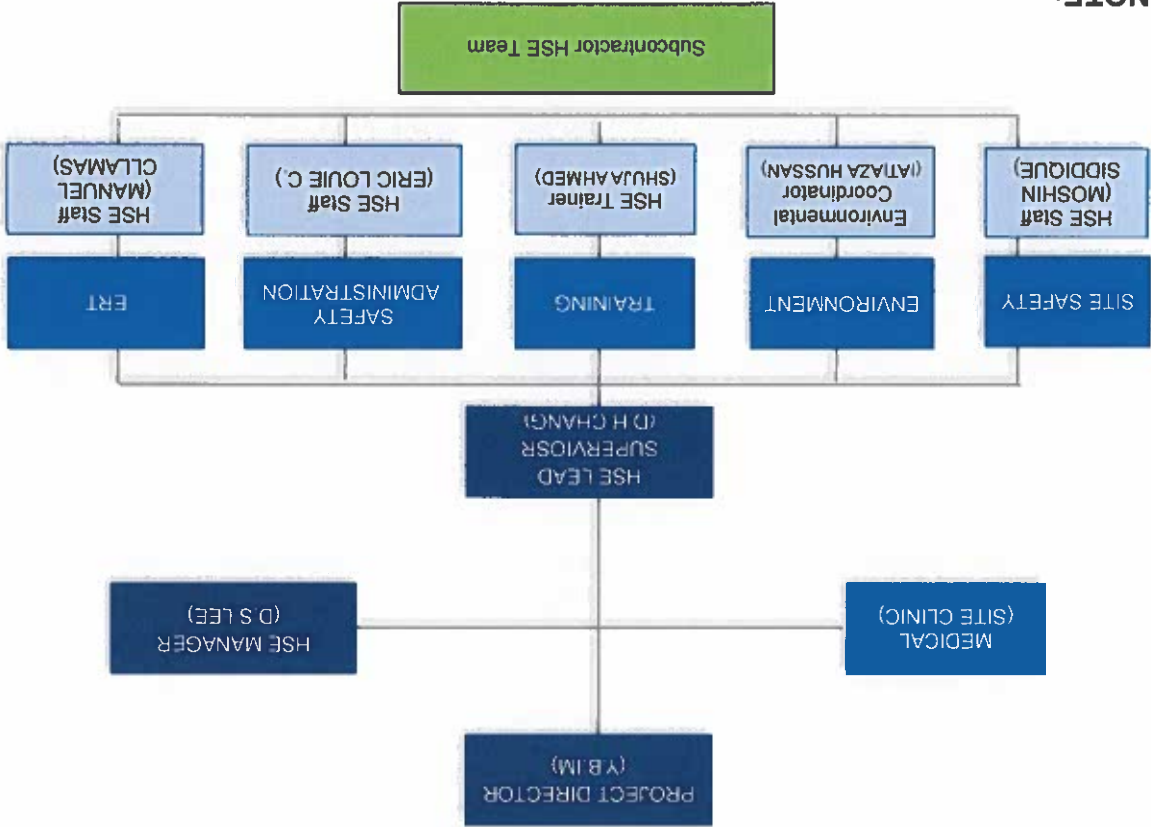 PROJECT DIRECTOR
(Y.B.IM)
MEDICAL
(SITE CLINIC)
HSE MANAGER
(D.S LEE)
HSE LEAD
SUPERVIOSR
(D.H CHANG)
SITE SAFETY
ENVIRONMENT
TRAINING
SAFETY
ADMINISTRATION
ERT
HSE Staff
(MOSHIN
SIDDIQUE)
Environmental
Coordinator
(IATIAZA HUSSAN)
HSE Trainer
(SHUJA AHMED)
HSE Staff
(ERIC LOUIE C.)
HSE Staff
(MANUEL
CLLAMAS)
Subcontractor HSE Team
NOTE: